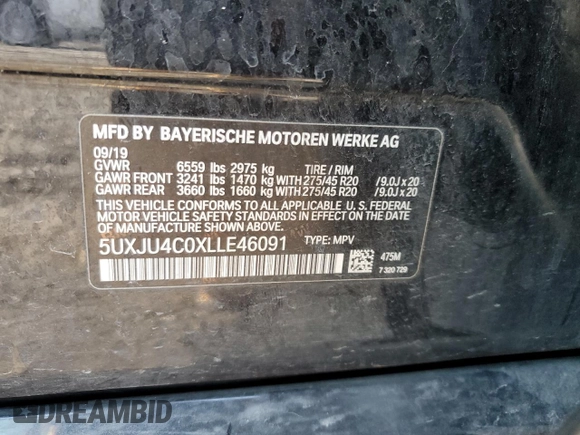 MFD BY BAYERISCHE MOTOREN WERKE AG
09/19
GVWR 6559 lbs 2975 kg TIRE / RIM
GAWR FRONT 3241 lbs 1470 kg WITH 275/45 R20 /9.0J x 20
GAWR REAR 3660 lbs 1660 kg WITH 275/45 R20 /9.0J x 20
THIS VEHICLE CONFORMS TO ALL APPLICABLE U. S. FEDERAL
MOTOR VEHICLE SAFETY STANDARDS IN EFFECT ON THE DATE
OF MANUFACTURE SHOWN ABOVE.
5UXJU4C0XLLE46091 TYPE: MPV
475M
7 320 729
DREAMBID